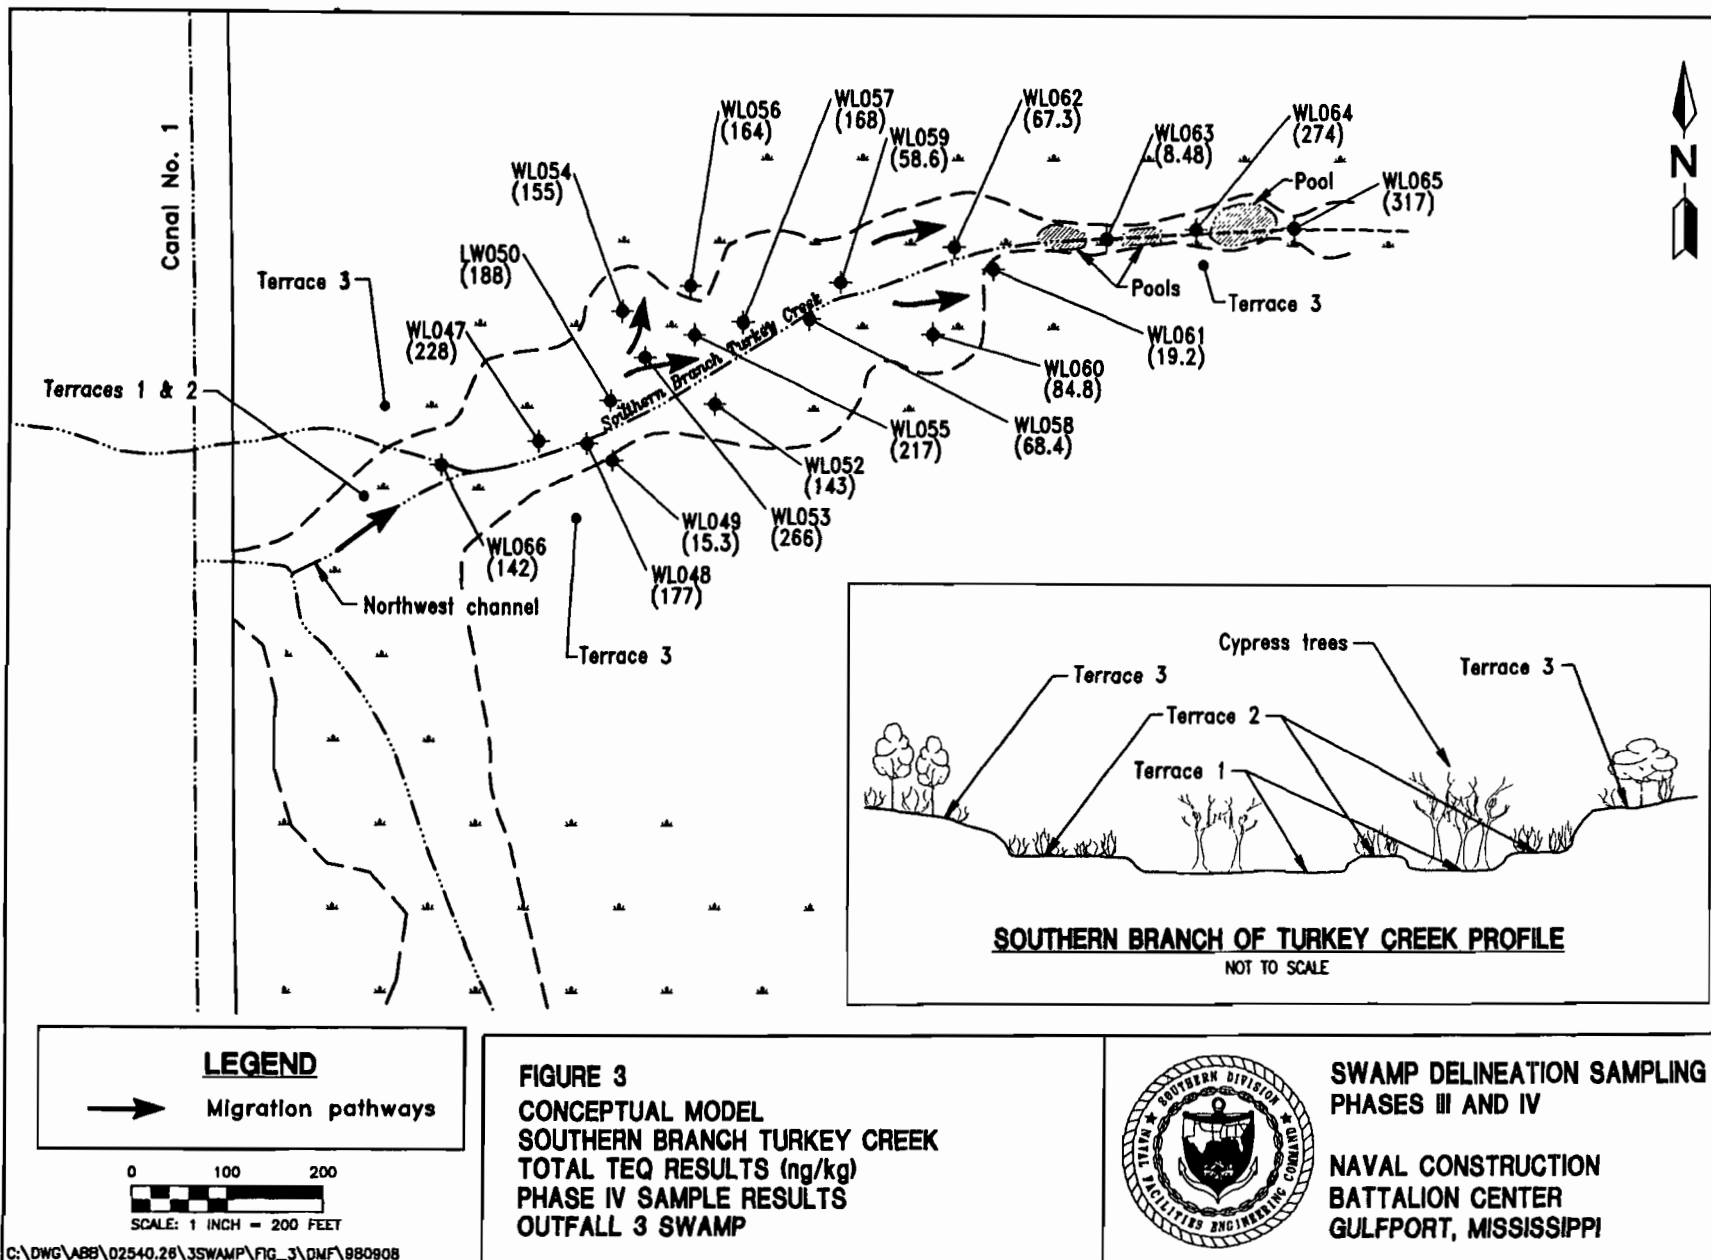 Canal No. 1
WL056
(164)
WL057
(168)
WL059
(58.6)
WL062
(67.3)
WL063
(8.48)
WL064
(274)
Pool
WL065
(317)
N
WL054
(155)
LW050
(188)
Terrace 3
WL047
(228)
Terraces 1 & 2
Southern Branch Turkey Creek
Pools
Terrace 3
WL061
(19.2)
WL060
(84.8)
WL058
(68.4)
WL055
(217)
WL052
(143)
WL053
(266)
WL049
(15.3)
WL048
(177)
WL066
(142)
Northwest channel
Terrace 3
Cypress trees
Terrace 3
Terrace 3
Terrace 2
Terrace 1
SOUTHERN BRANCH OF TURKEY CREEK PROFILE
NOT TO SCALE
LEGEND
Migration pathways
0 100 200
SCALE: 1 INCH = 200 FEET
C:\DWG\ABB\02540.26\3SWAMP\FIG_3\DMF\980908
FIGURE 3
CONCEPTUAL MODEL
SOUTHERN BRANCH TURKEY CREEK
TOTAL TEQ RESULTS (ng/kg)
PHASE IV SAMPLE RESULTS
OUTFALL 3 SWAMP
SOUTHERN DIVISION
NAVAL FACILITIES ENGINEERING COMMAND
SWAMP DELINEATION SAMPLING
PHASES III AND IV
NAVAL CONSTRUCTION
BATTALION CENTER
GULFPORT, MISSISSIPPI